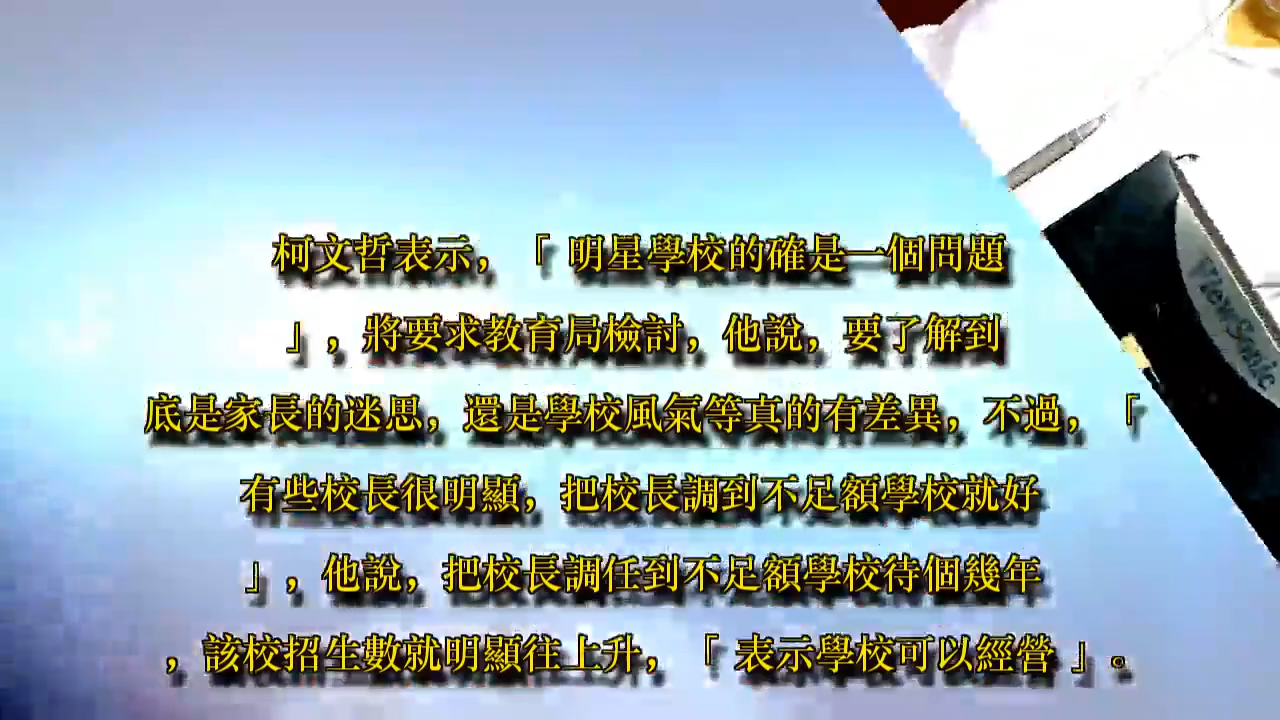 柯文哲表示，「 明星學校的確是一個問題
」，將要求教育局檢討，他說，要了解到
底是家長的迷思，還是學校風氣等真的有差異，不過，「
有些校長很明顯，把校長調到不足額學校就好
」，他說，把校長調任到不足額學校待個幾年
，該校招生數就明顯往上升，「 表示學校可以經營 」。
ViewSonic